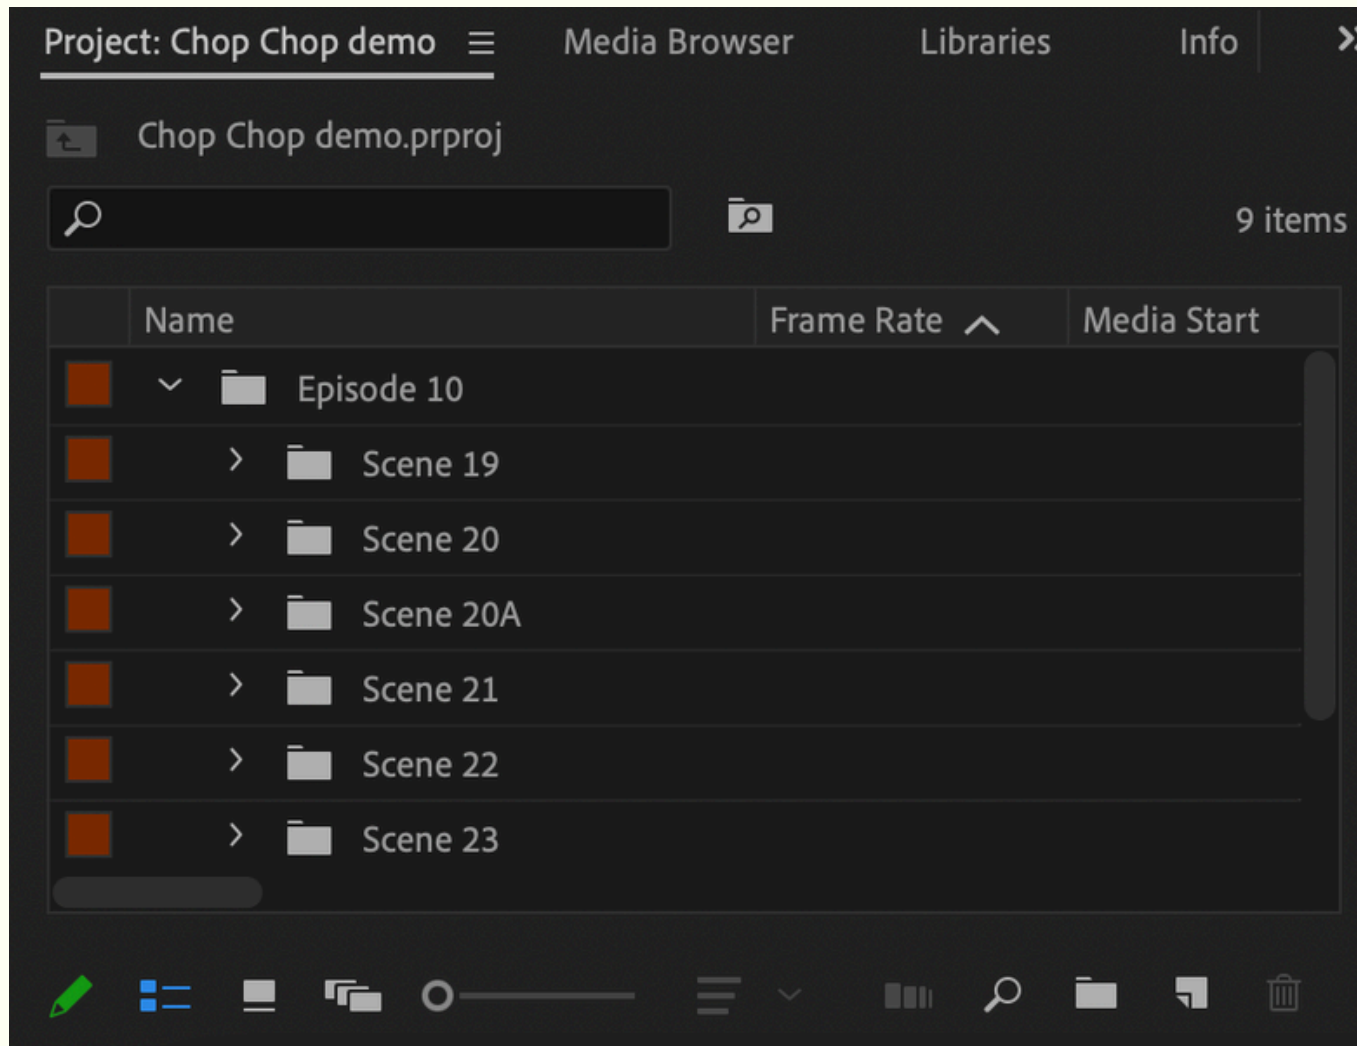 Project: Chop Chop demo Media Browser Libraries Info
Chop Chop demo.prproj
9 items
Name Frame Rate Media Start
Episode 10
Scene 19
Scene 20
Scene 20A
Scene 21
Scene 22
Scene 23